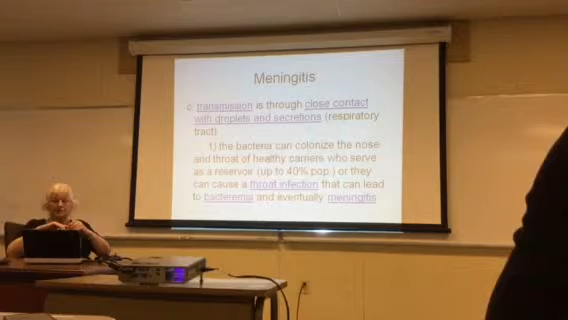 Meningitis
c. transmission is through close contact
with droplets and secretions (respiratory
tract)
1) the bacteria can colonize the nose
and throat of healthy carriers who serve
as a reservoir (up to 40% pop.) or they
can cause a throat infection that can lead
to bacteremia and eventually meningitis